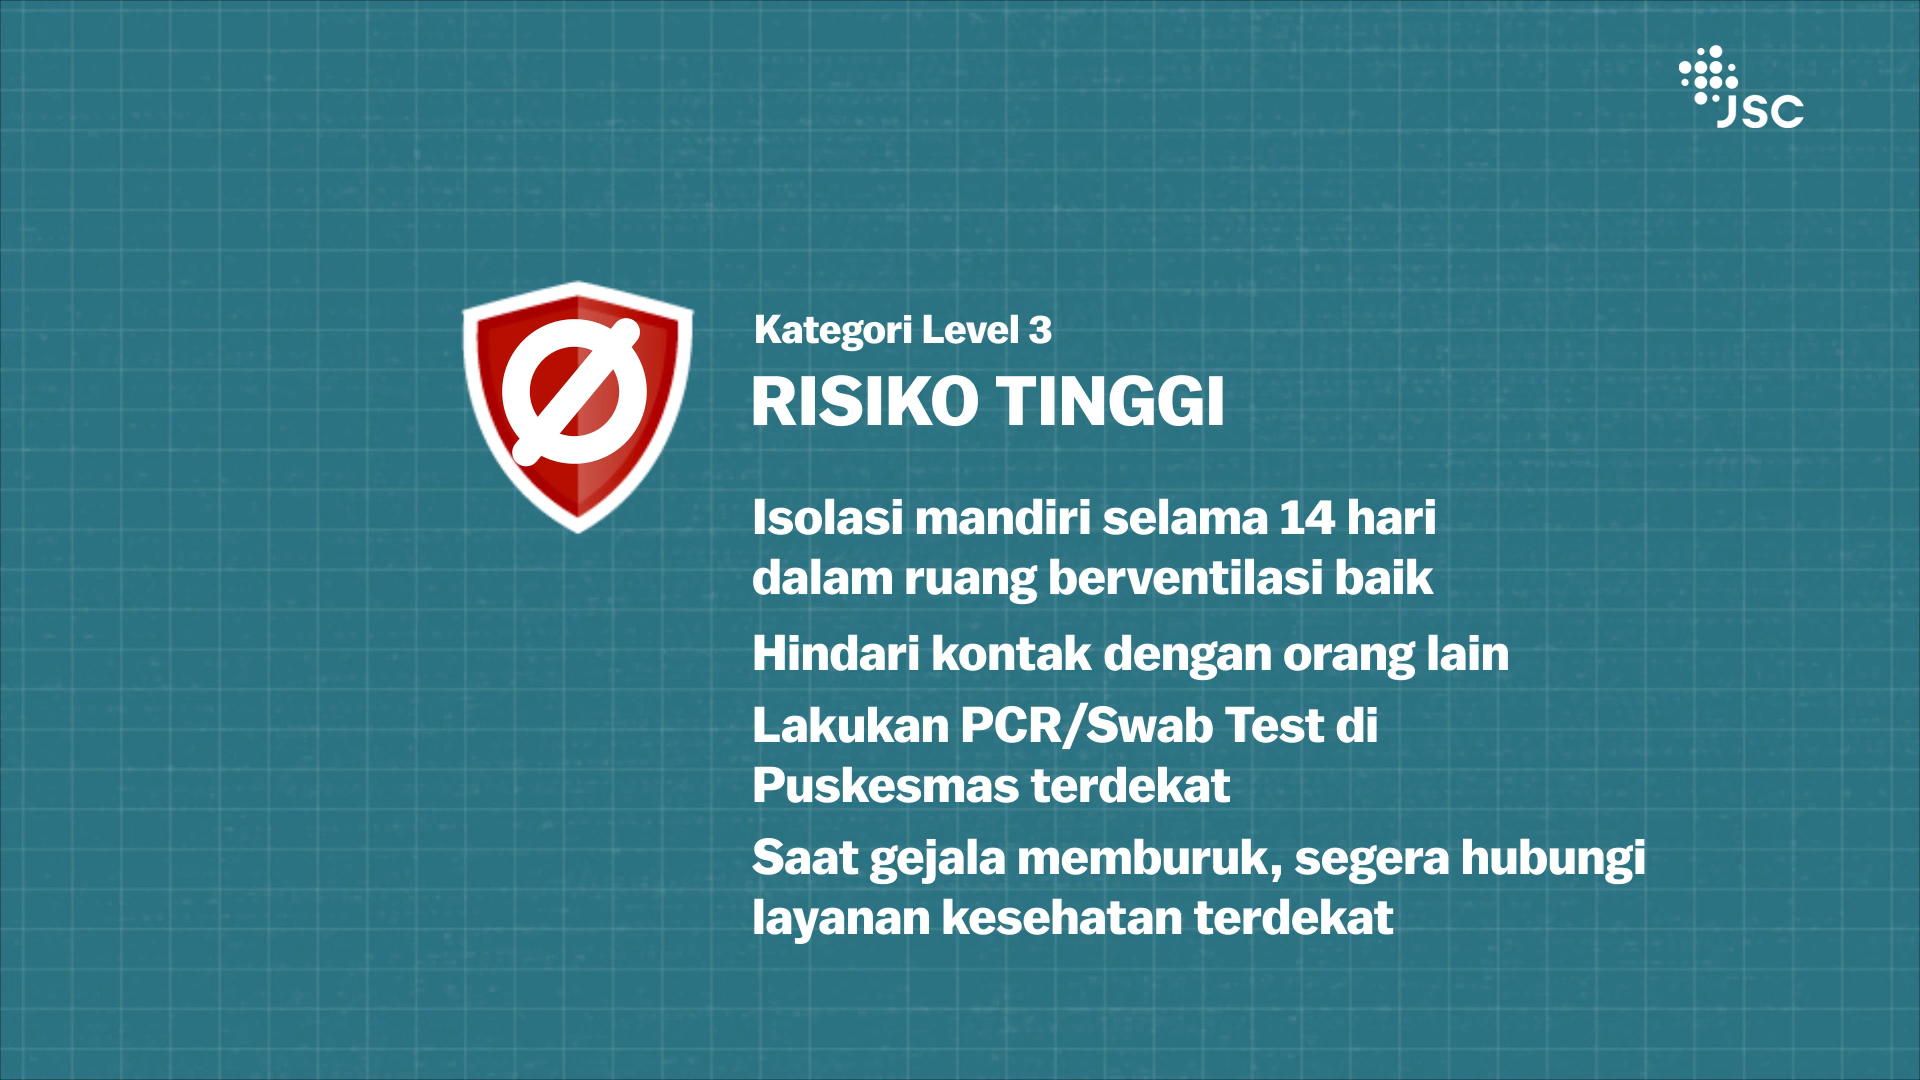 JSC
Kategori Level 3
RISIKO TINGGI
Isolasi mandiri selama 14 hari
dalam ruang berventilasi baik
Hindari kontak dengan orang lain
Lakukan PCR/Swab Test di
Puskesmas terdekat
Saat gejala memburuk, segera hubungi
layanan kesehatan terdekat